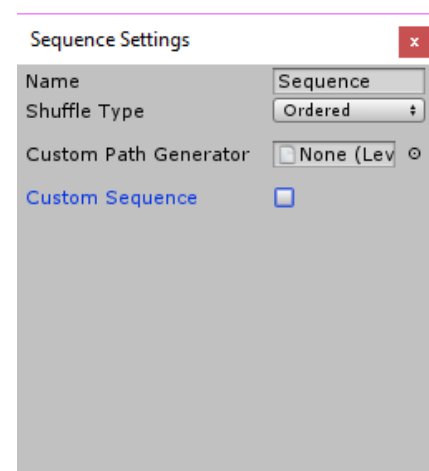 Sequence Settings x
Name Sequence
Shuffle Type Ordered
Custom Path Generator None (Lev
Custom Sequence